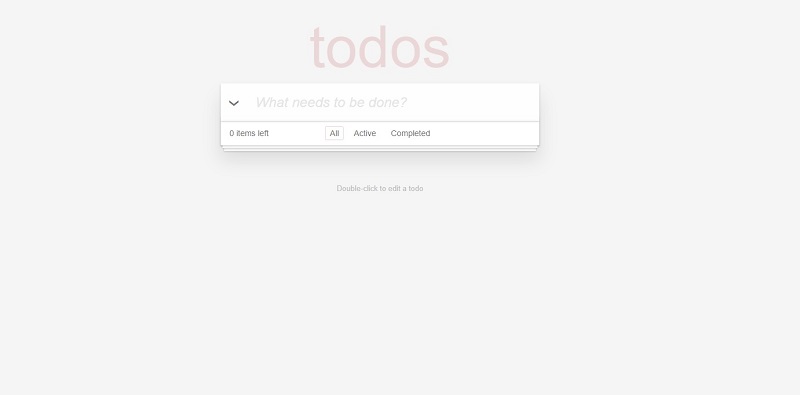 todos
What needs to be done?
0 items left All Active Completed
Double-click to edit a todo